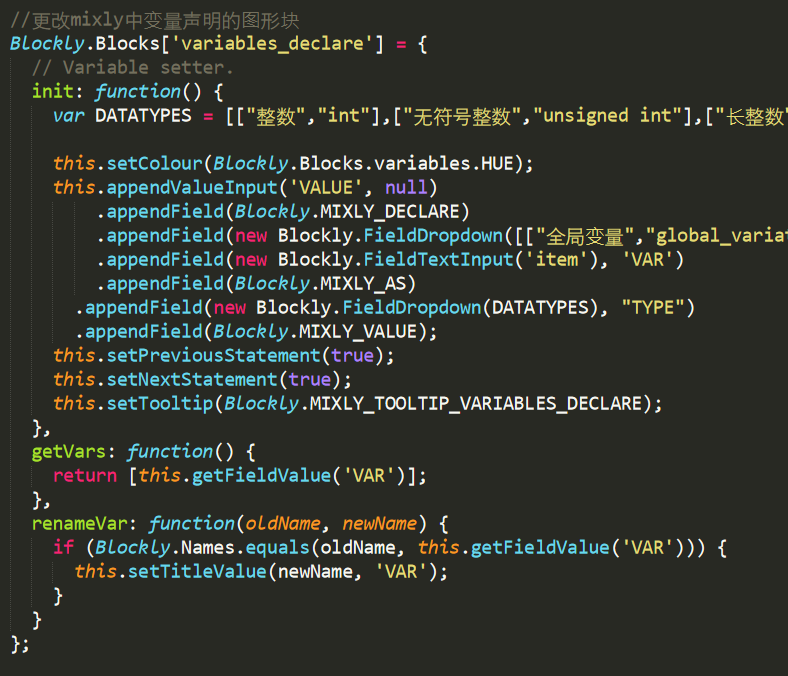 //更改mixly中变量声明的图形块
Blockly.Blocks['variables_declare'] = {
  // Variable setter.
  init: function() {
    var DATATYPES = [["整数","int"],["无符号整数","unsigned int"],["长整数"
    this.setColour(Blockly.Blocks.variables.HUE);
    this.appendValueInput('VALUE', null)
        .appendField(Blockly.MIXLY_DECLARE)
        .appendField(new Blockly.FieldDropdown([["全局变量","global_variat
        .appendField(new Blockly.FieldTextInput('item'), 'VAR')
        .appendField(Blockly.MIXLY_AS)
      .appendField(new Blockly.FieldDropdown(DATATYPES), "TYPE")
      .appendField(Blockly.MIXLY_VALUE);
    this.setPreviousStatement(true);
    this.setNextStatement(true);
    this.setTooltip(Blockly.MIXLY_TOOLTIP_VARIABLES_DECLARE);
  },
  getVars: function() {
    return [this.getFieldValue('VAR')];
  },
  renameVar: function(oldName, newName) {
    if (Blockly.Names.equals(oldName, this.getFieldValue('VAR'))) {
      this.setTitleValue(newName, 'VAR');
    }
  }
};